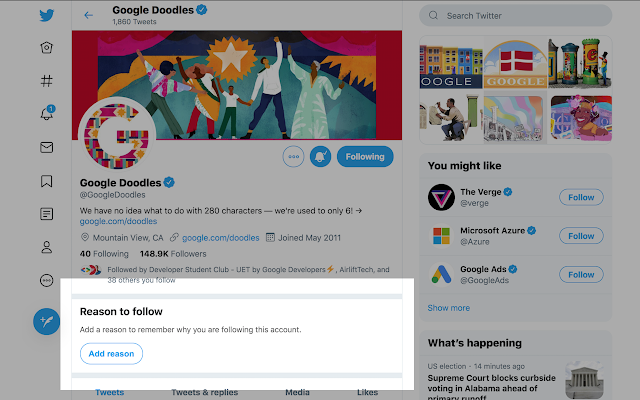 Google Doodles
1,860 Tweets
Search Twitter
OOGLE
GOOGLE
Following
Google Doodles
@GoogleDoodles
We have no idea what to do with 280 characters — we're used to only 6! →
google.com/doodles
Mountain View, CA google.com/doodles Joined May 2011
40 Following 148.9K Followers
Followed by Developer Student Club - UET by Google Developers⚡, AirliftTech, and
38 others you follow
Reason to follow
Add a reason to remember why you are following this account.
Add reason
Tweets Tweets & replies Media Likes
1
You might like
The Verge
@verge
Follow
Microsoft Azure
@Azure
Follow
Google Ads
@GoogleAds
Follow
Show more
What's happening
US election · 14 minutes ago
Supreme Court blocks curbside
voting in Alabama ahead of
primary runoff.